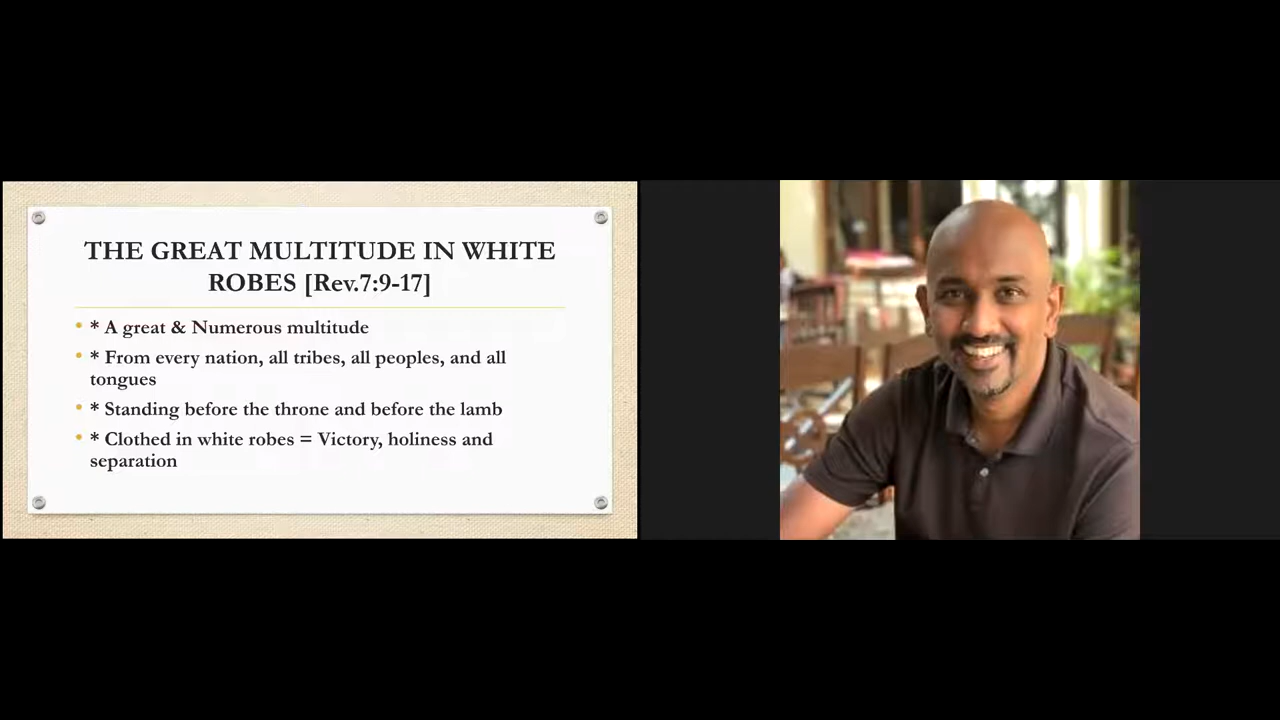 THE GREAT MULTITUDE IN WHITE
ROBES [Rev.7:9-17]
• * A great & Numerous multitude
• * From every nation, all tribes, all peoples, and all
tongues
• * Standing before the throne and before the lamb
• * Clothed in white robes = Victory, holiness and
separation